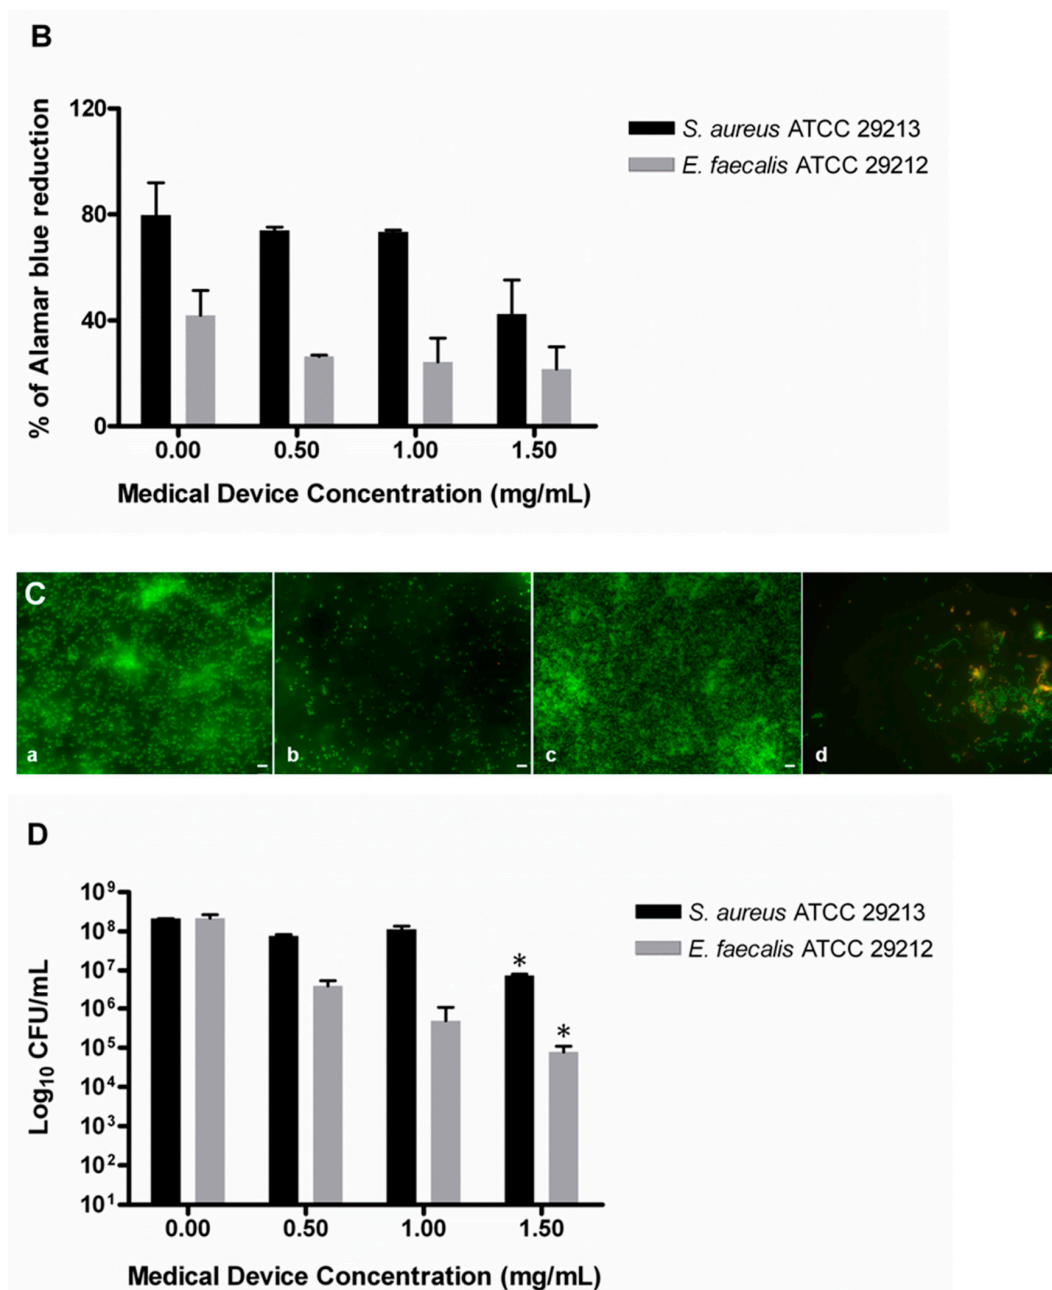 B
120
80
40
0
% of Alamar blue reduction
S. aureus ATCC 29213
E. faecalis ATCC 29212
0.00 0.50 1.00 1.50
Medical Device Concentration (mg/mL)
C
a b c d
D
10⁹
10⁸
10⁷
10⁶
10⁵
10⁴
10³
10²
10¹
Log₁₀ CFU/mL
S. aureus ATCC 29213
E. faecalis ATCC 29212
*
*
0.00 0.50 1.00 1.50
Medical Device Concentration (mg/mL)